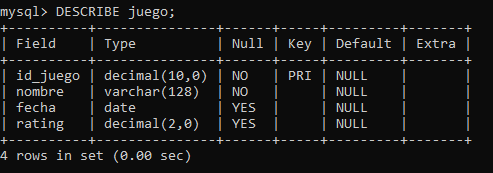 mysql> DESCRIBE juego;
+----------+---------------+------+-----+---------+-------+
| Field    | Type          | Null | Key | Default | Extra |
+----------+---------------+------+-----+---------+-------+
| id_juego | decimal(10,0) | NO   | PRI | NULL    |       |
| nombre   | varchar(128)  | NO   |     | NULL    |       |
| fecha    | date          | YES  |     | NULL    |       |
| rating   | decimal(2,0)  | YES  |     | NULL    |       |
+----------+---------------+------+-----+---------+-------+
4 rows in set (0.00 sec)